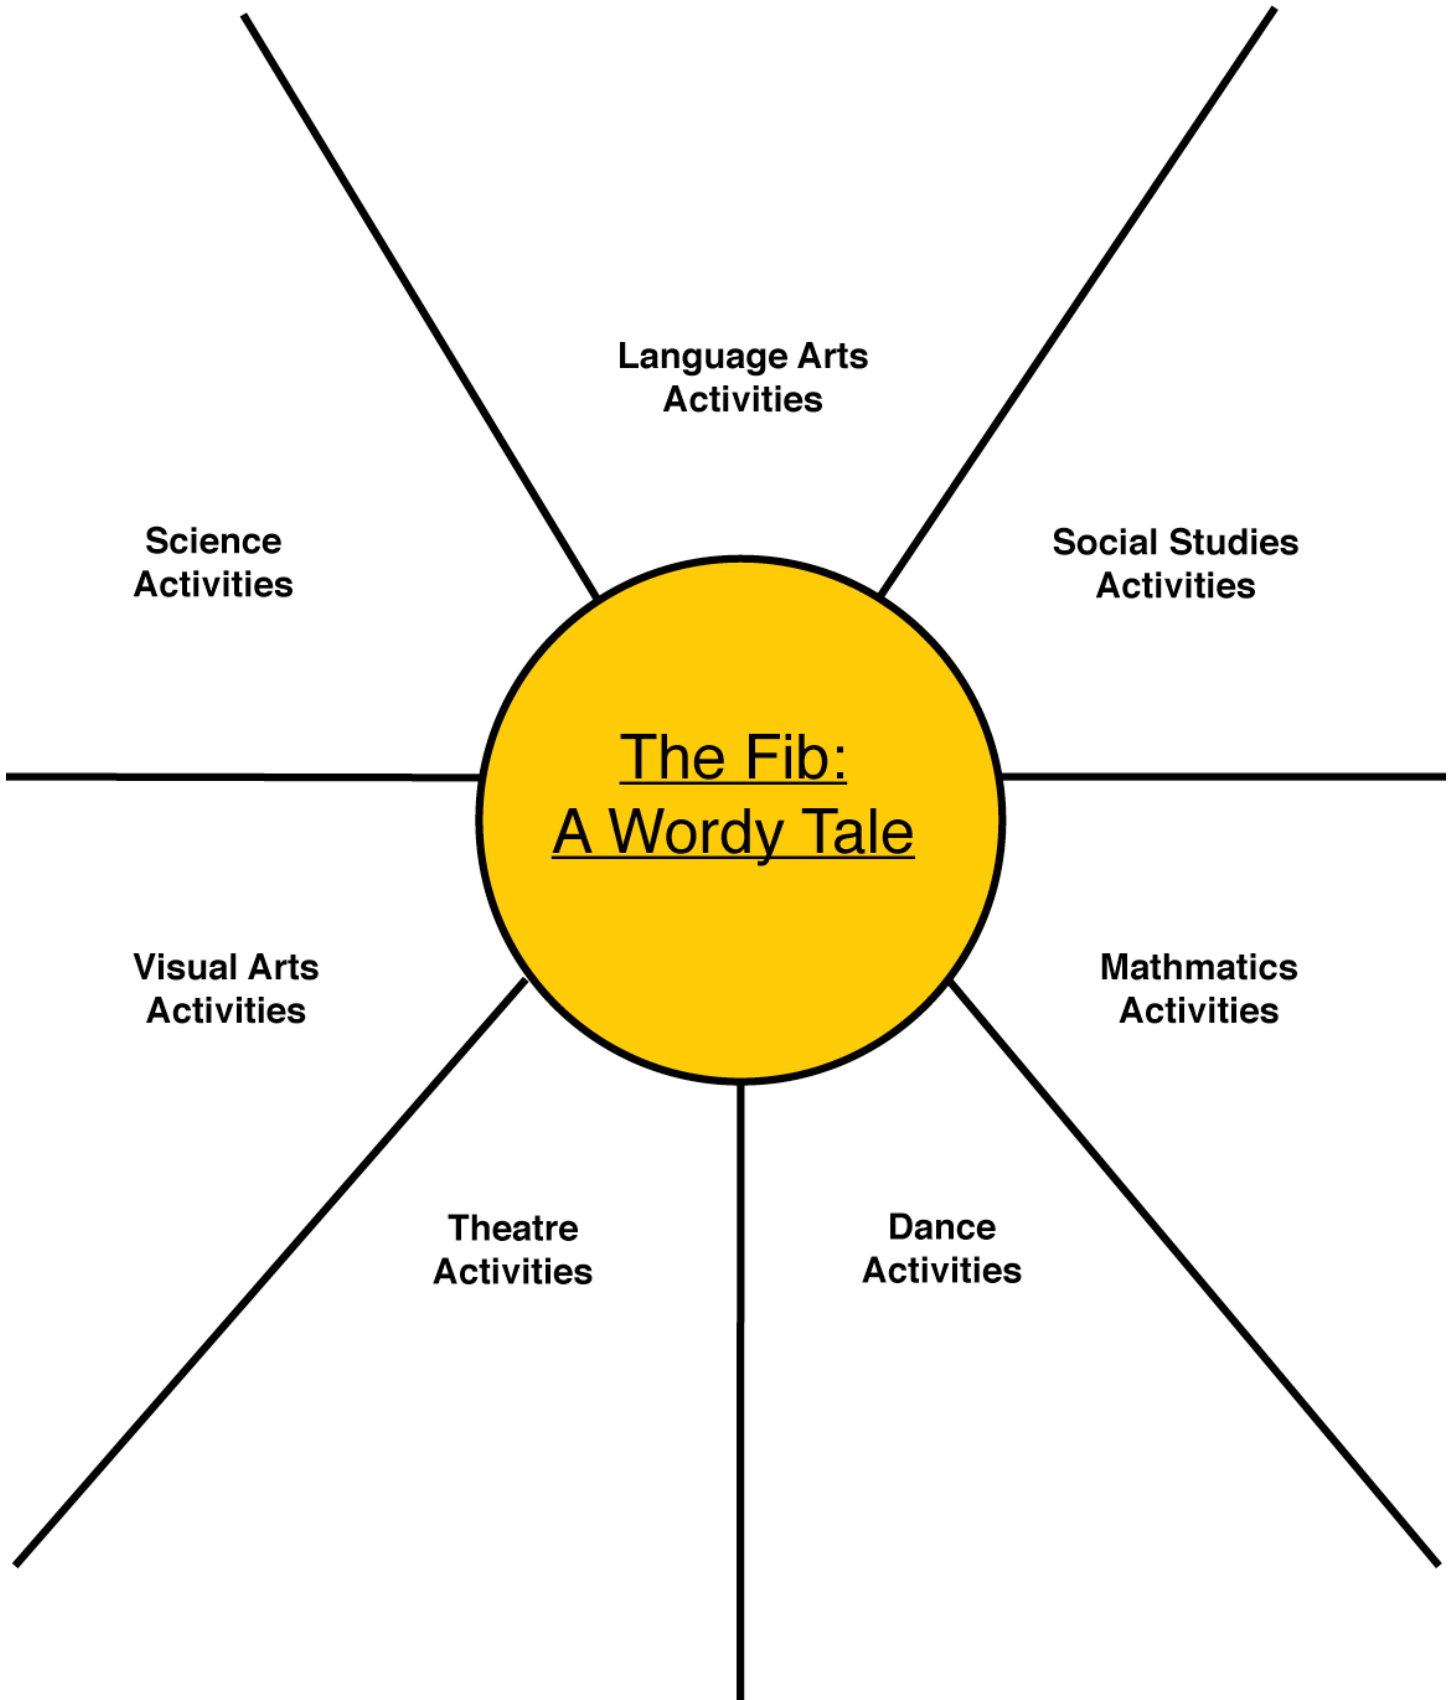 Language Arts
Activities
Science
Activities
Social Studies
Activities
The Fib:
A Wordy Tale
Visual Arts
Activities
Mathmatics
Activities
Theatre
Activities
Dance
Activities